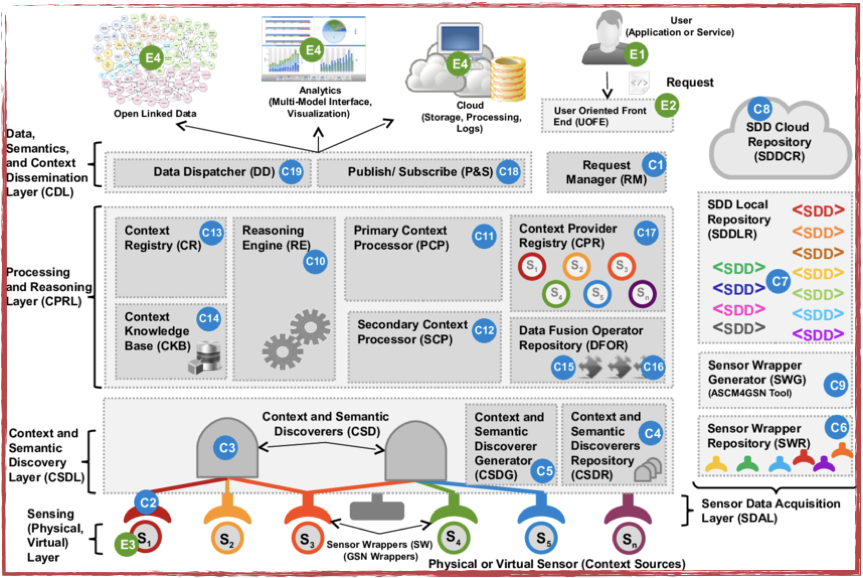 User
(Application or Service)
E1
E4
E4
E4
Request
Open Linked Data
Analytics
(Multi-Model Interface,
Visualization)
Cloud
(Storage, Processing,
Logs)
User Oriented Front
End (UOFE)
E2
C8
SDD Cloud
Repository
(SDDCR)
Data,
Semantics,
and Context
Dissemination
Layer (CDL)
Data Dispatcher (DD)
C19
Publish/ Subscribe (P&S)
C18
Request
Manager (RM)
C1
Processing
and Reasoning
Layer (CPRL)
Context
Registry (CR)
C13
Reasoning
Engine (RE)
C10
Primary Context
Processor (PCP)
C11
Context Provider
Registry (CPR)
C17
S1
S2
S3
S4
S5
Sn
Context
Knowledge
Base (CKB)
C14
Secondary Context
Processor (SCP)
C12
Data Fusion Operator
Repository (DFOR)
C15
C16
SDD Local
Repository
(SDDLR)
<SDD>
<SDD>
<SDD>
<SDD>
<SDD>
<SDD>
<SDD>
<SDD>
<SDD>
<SDD>
<SDD>
C7
Sensor Wrapper
Generator (SWG)
(ASCM4GSN Tool)
C9
Sensor Wrapper
Repository (SWR)
C6
Context and
Semantic
Discovery
Layer (CSDL)
C3
Context and Semantic
Discoverers (CSD)
Context and
Semantic
Discoverer
Generator
(CSDG)
C5
Context and
Semantic
Discoverers
Repository
(CSDR)
C4
Sensor Data Acquisition
Layer (SDAL)
Sensing
(Physical,
Virtual)
Layer
C2
E3
S1
S2
S3
Sensor Wrappers (SW)
(GSN Wrappers)
S4
S5
Sn
Physical or Virtual Sensor (Context Sources)